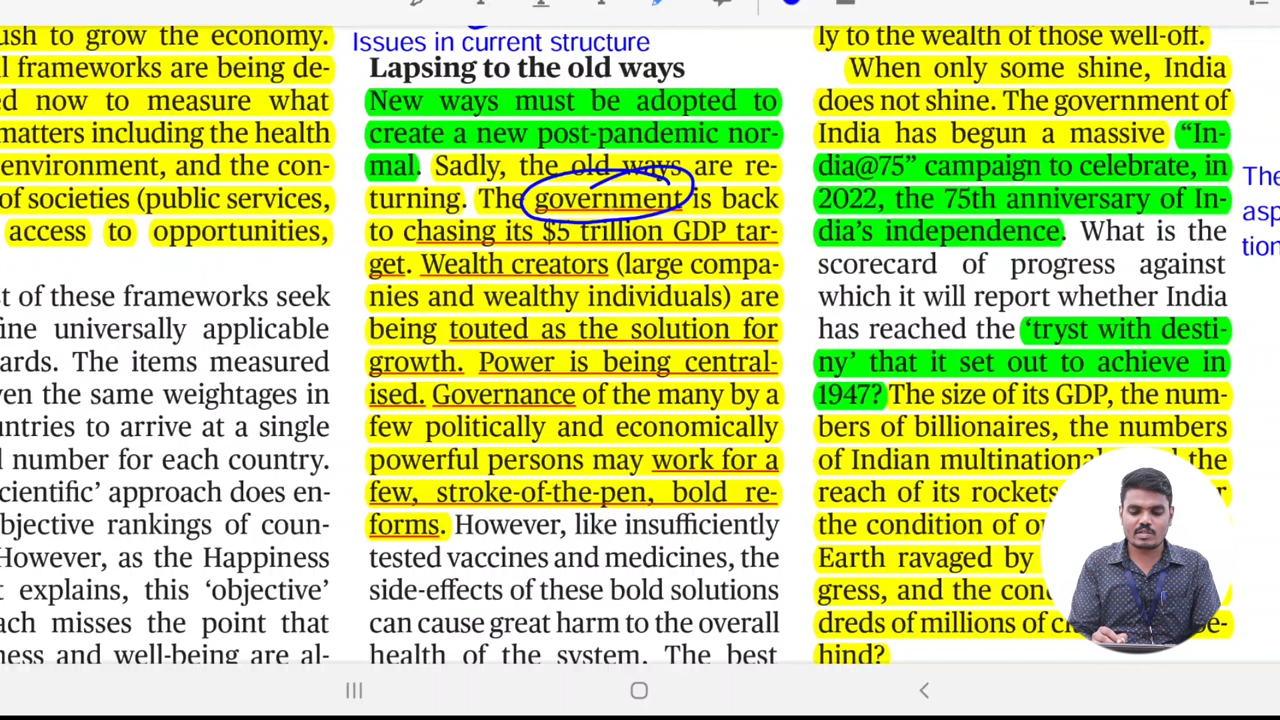 ush to grow the economy.
l frameworks are being de-
ed now to measure what
matters including the health
environment, and the con-
of societies (public services,
access to opportunities,
st of these frameworks seek
fine universally applicable
ards. The items measured
ven the same weightages in
untries to arrive at a single
l number for each country.
cientific’ approach does en-
bjective rankings of coun-
However, as the Happiness
t explains, this ‘objective’
ach misses the point that
ness and well-being are al-
Issues in current structure
Lapsing to the old ways
New ways must be adopted to
create a new post-pandemic nor-
mal. Sadly, the old ways are re-
turning. The government is back
to chasing its $5 trillion GDP tar-
get. Wealth creators (large compa-
nies and wealthy individuals) are
being touted as the solution for
growth. Power is being central-
ised. Governance of the many by a
few politically and economically
powerful persons may work for a
few, stroke-of-the-pen, bold re-
forms. However, like insufficiently
tested vaccines and medicines, the
side-effects of these bold solutions
can cause great harm to the overall
health of the system. The best
ly to the wealth of those well-off.
When only some shine, India
does not shine. The government of
India has begun a massive “In-
dia@75” campaign to celebrate, in
2022, the 75th anniversary of In-
dia’s independence. What is the
scorecard of progress against
which it will report whether India
has reached the ‘tryst with desti-
ny’ that it set out to achieve in
1947? The size of its GDP, the num-
bers of billionaires, the numbers
of Indian multinational the
reach of its rockets
the condition of o
Earth ravaged by
gress, and the con
dreds of millions of c be-
hind?
The
asp
tion